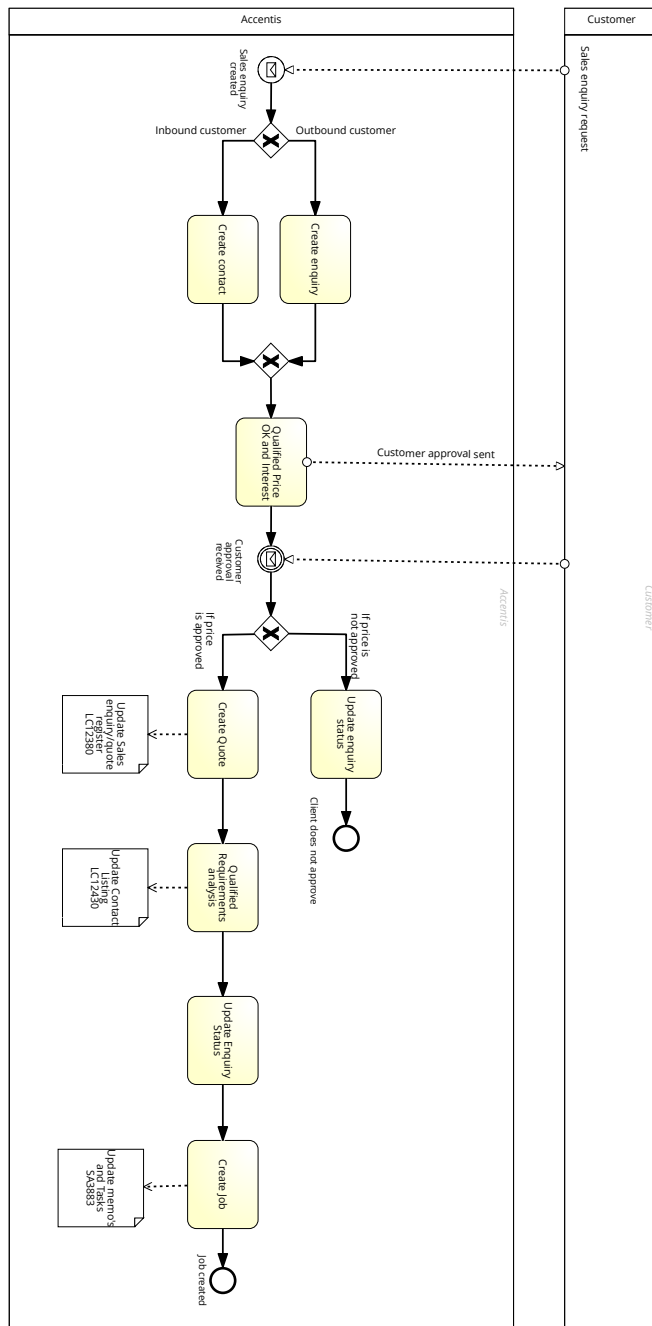 Accentis
Customer
Sales enquiry
created
Sales enquiry request
Inbound customer
Outbound customer
Create contact
Create enquiry
Qualified Price
OK and Interest
Customer approval sent
Customer
approval
received
Accentis
Customer
If price
is approved
If price is
not approved
Update Sales
enquiry/quote
register
LC12380
Create Quote
Update enquiry
status
Client does not approve
Update Contact
Listing
LC12430
Qualified
Requirements
analysis
Update Enquiry
Status
Update memo's
and Tasks
SA3883
Create Job
Job created